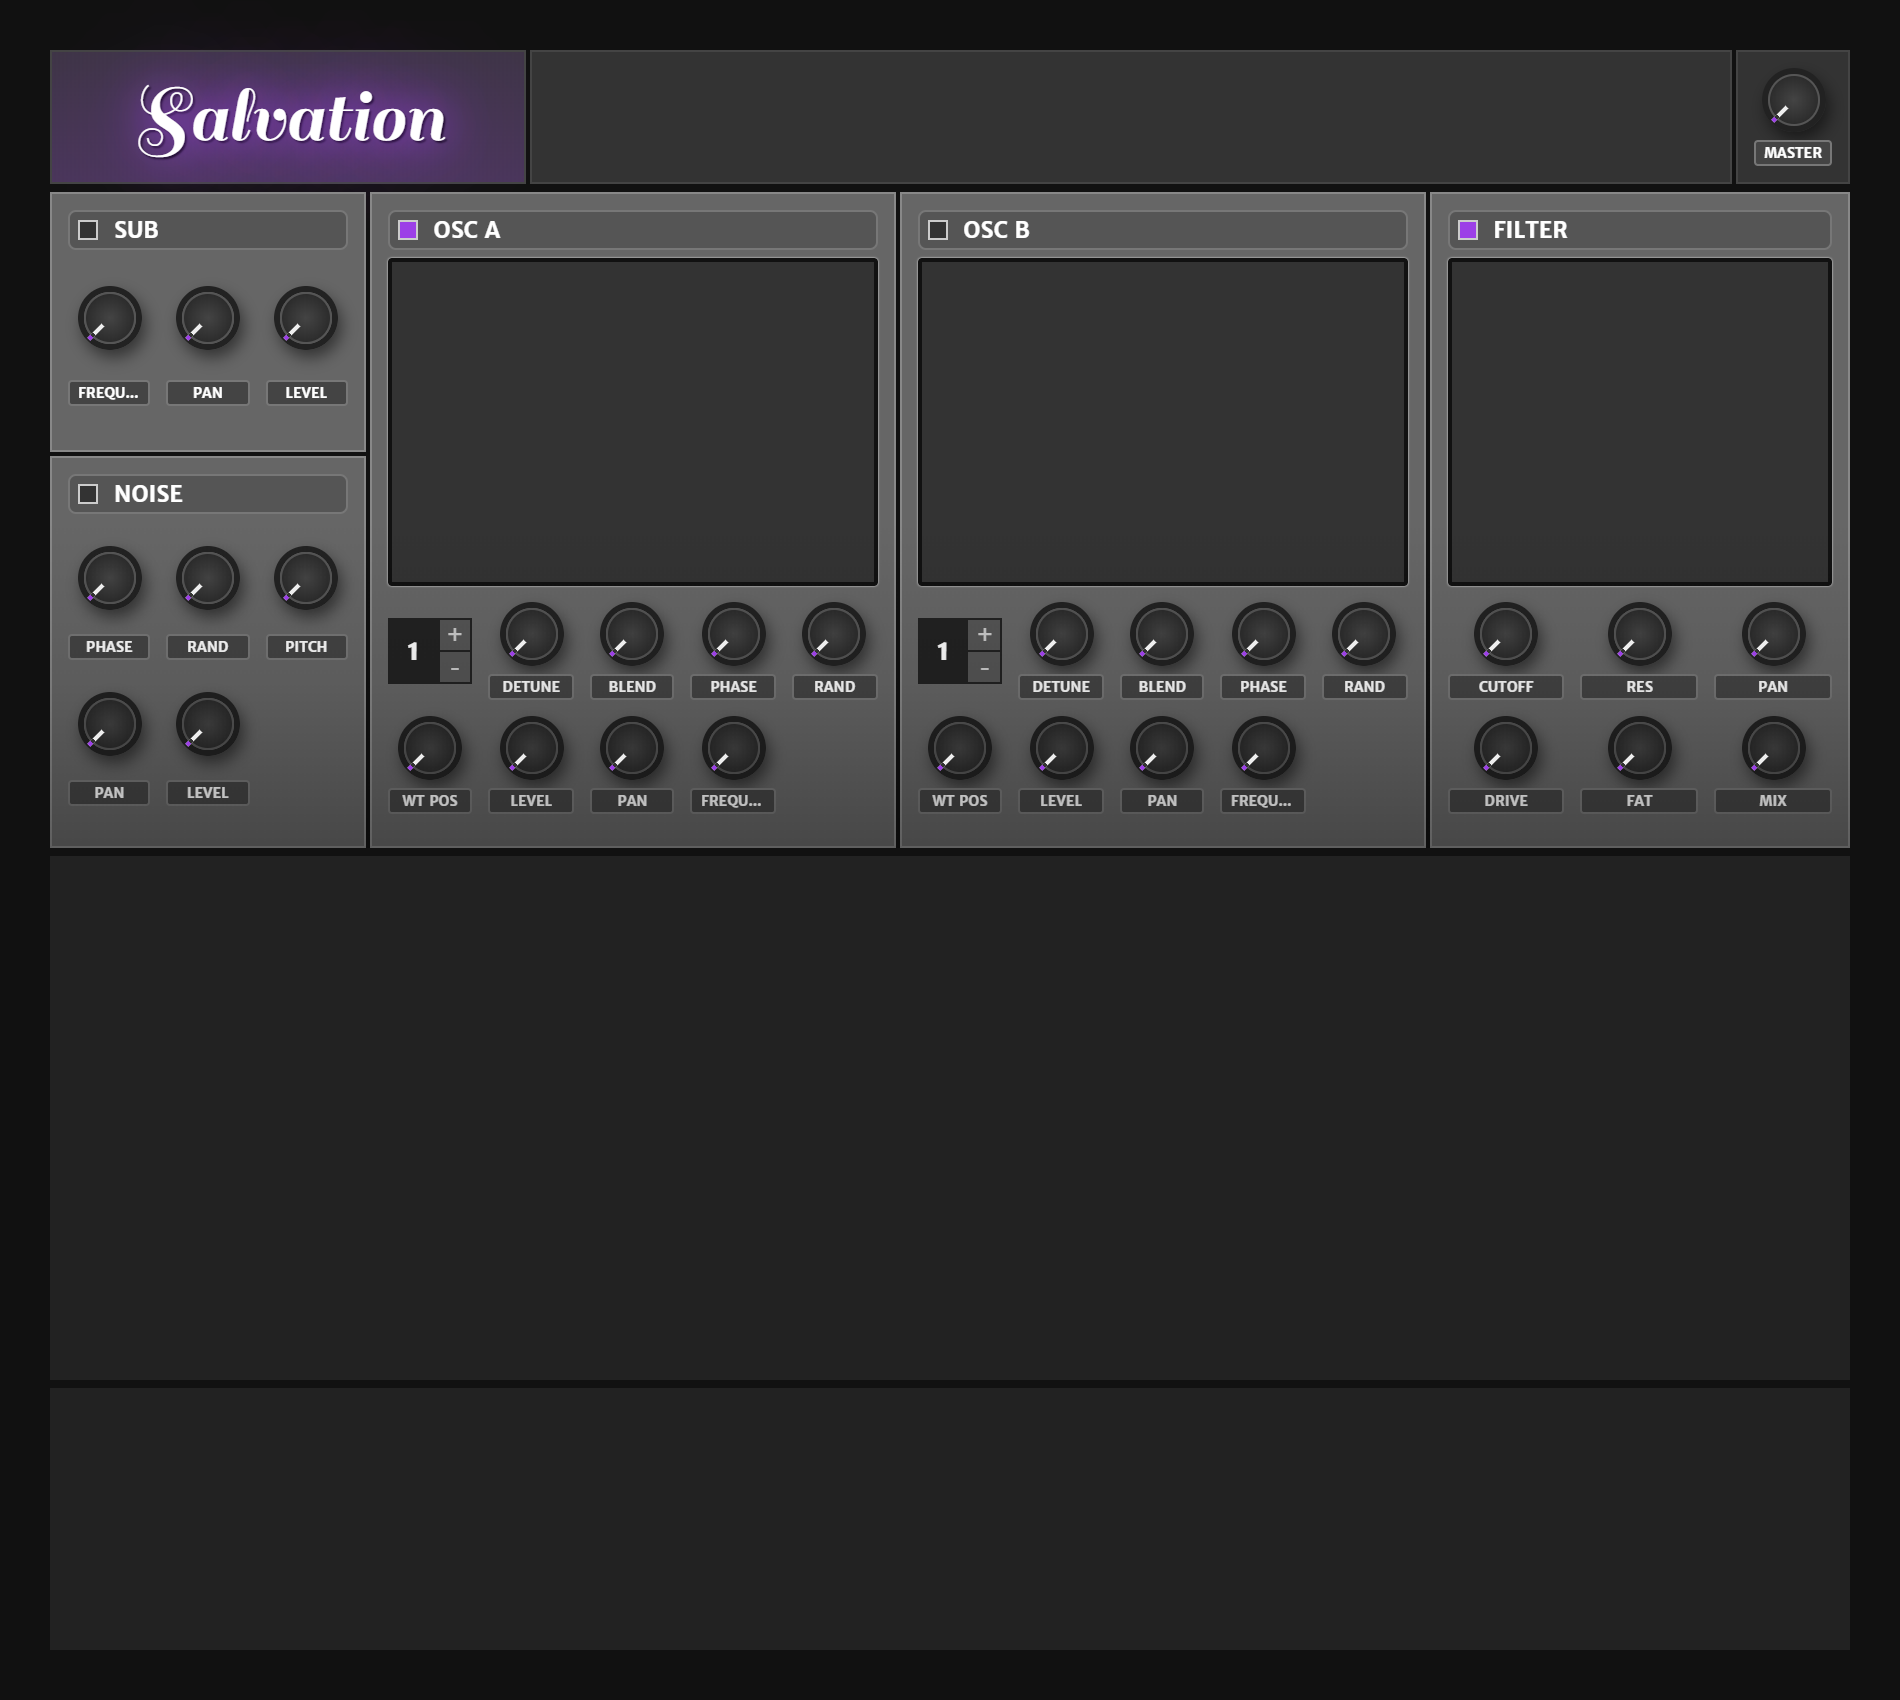 Salvation
MASTER
SUB
FREQU...
PAN
LEVEL
NOISE
PHASE
RAND
PITCH
PAN
LEVEL
OSC A
1
+
-
DETUNE
BLEND
PHASE
RAND
WT POS
LEVEL
PAN
FREQU...
OSC B
1
+
-
DETUNE
BLEND
PHASE
RAND
WT POS
LEVEL
PAN
FREQU...
FILTER
CUTOFF
RES
PAN
DRIVE
FAT
MIX